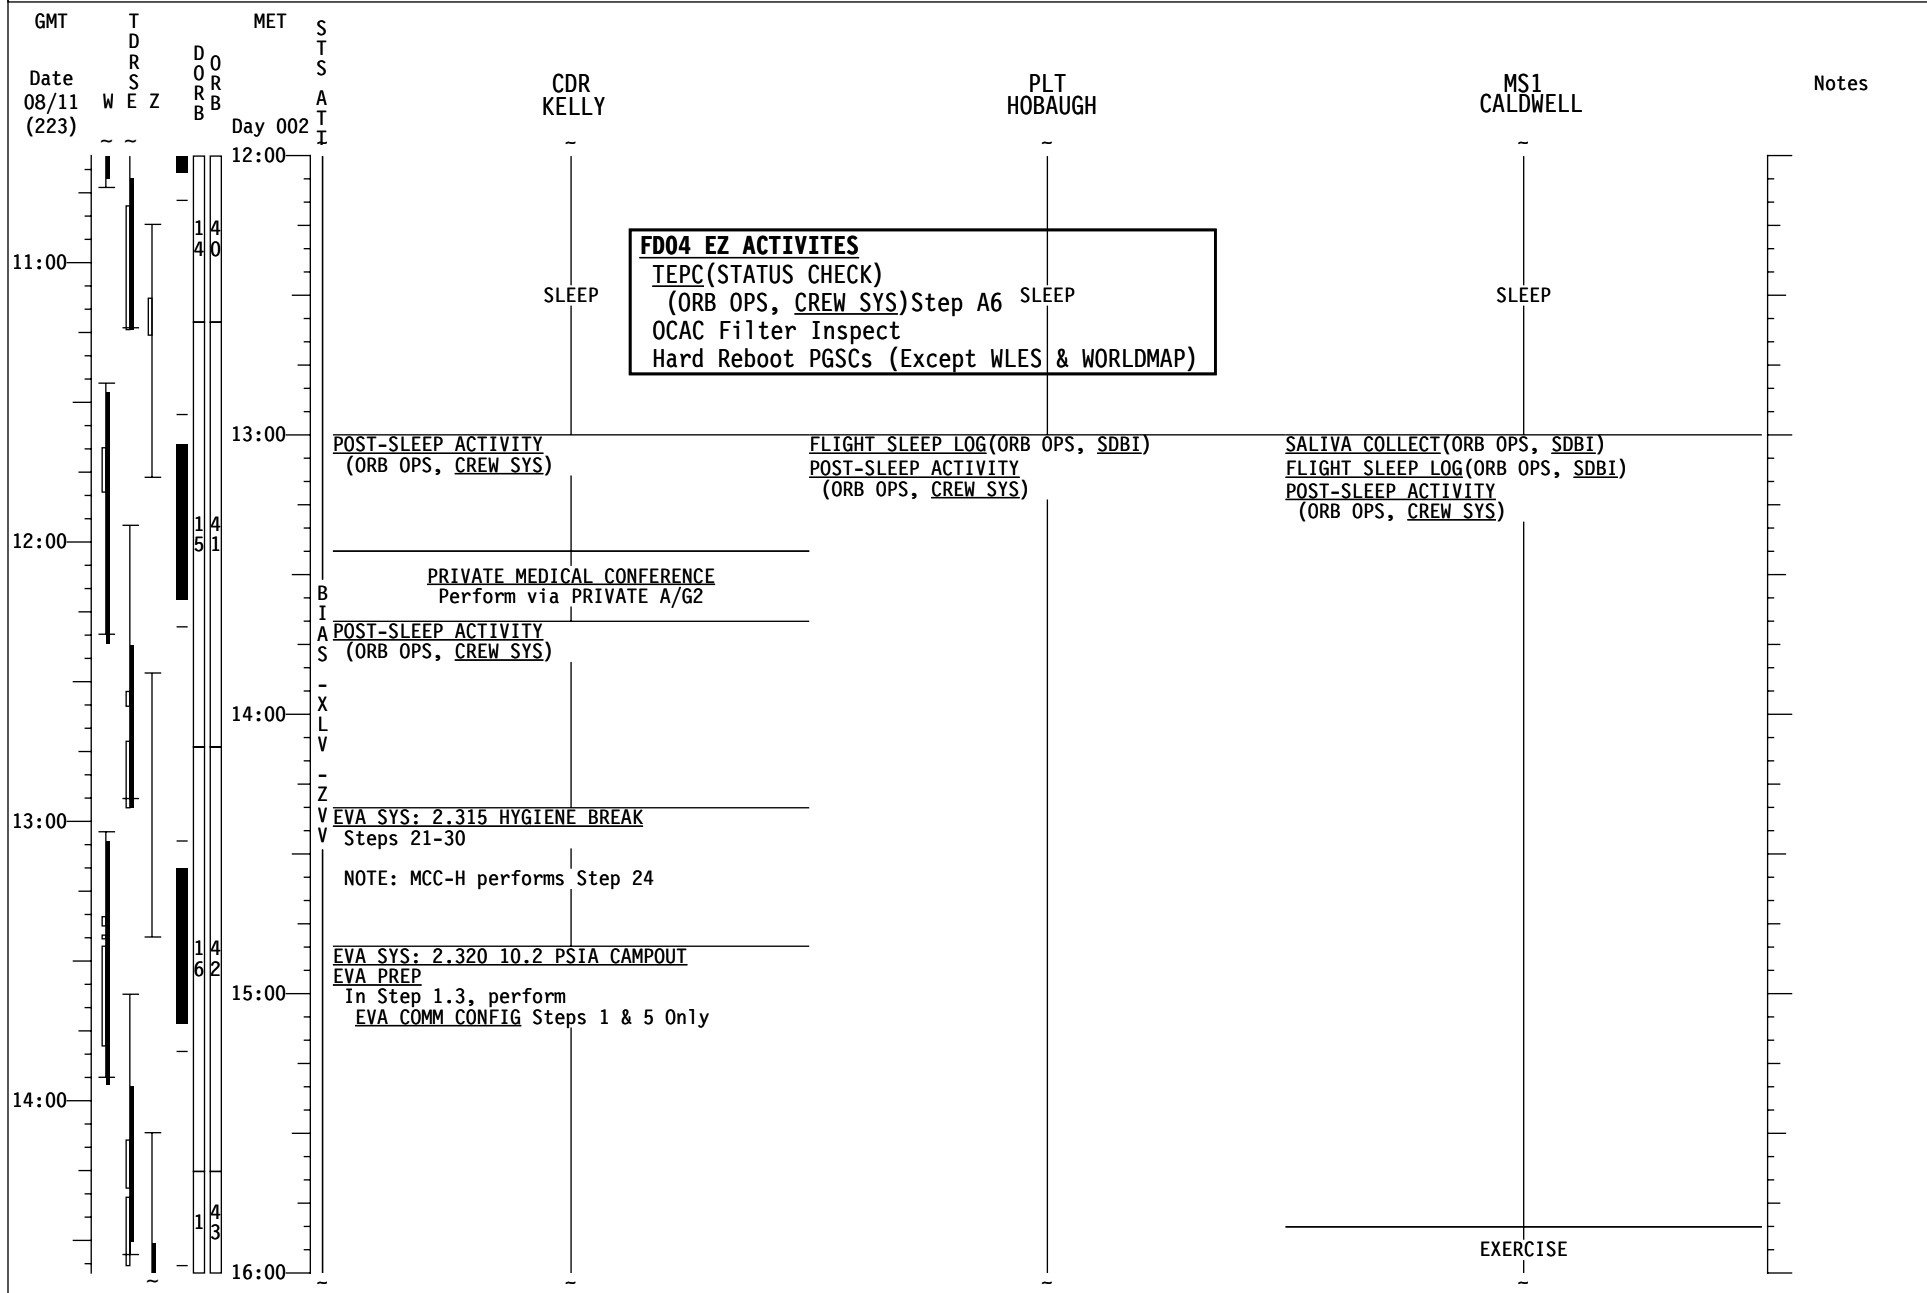 GMT
TDRS
MET
STS ATT
DORB
ORB
Date
08/11
(223)
W E Z
Day 002
CDR
KELLY
PLT
HOBAUGH
MS1
CALDWELL
Notes
~ ~ ~ ~ ~
12:00
14 40
FD04 EZ ACTIVITES
TEPC(STATUS CHECK)
(ORB OPS, CREW SYS)Step A6
OCAC Filter Inspect
Hard Reboot PGSCs (Except WLES & WORLDMAP)
11:00
SLEEP SLEEP SLEEP
13:00
POST-SLEEP ACTIVITY
(ORB OPS, CREW SYS)
FLIGHT SLEEP LOG(ORB OPS, SDBI)
POST-SLEEP ACTIVITY
(ORB OPS, CREW SYS)
SALIVA COLLECT(ORB OPS, SDBI)
FLIGHT SLEEP LOG(ORB OPS, SDBI)
POST-SLEEP ACTIVITY
(ORB OPS, CREW SYS)
12:00
15 41
PRIVATE MEDICAL CONFERENCE
Perform via PRIVATE A/G2
BIAS -XLV -ZVV
POST-SLEEP ACTIVITY
(ORB OPS, CREW SYS)
14:00
13:00
EVA SYS: 2.315 HYGIENE BREAK
Steps 21-30
NOTE: MCC-H performs Step 24
16 42
EVA SYS: 2.320 10.2 PSIA CAMPOUT
EVA PREP
15:00
In Step 1.3, perform
EVA COMM CONFIG Steps 1 & 5 Only
14:00
1 43
EXERCISE
16:00
~ ~ ~ ~ ~